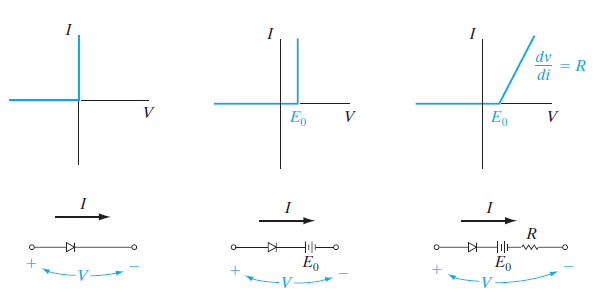 I
V
I
E₀
V
I
dv
di
= R
E₀
V
I
+
V
−
I
E₀
+
V
−
I
R
E₀
+
V
−